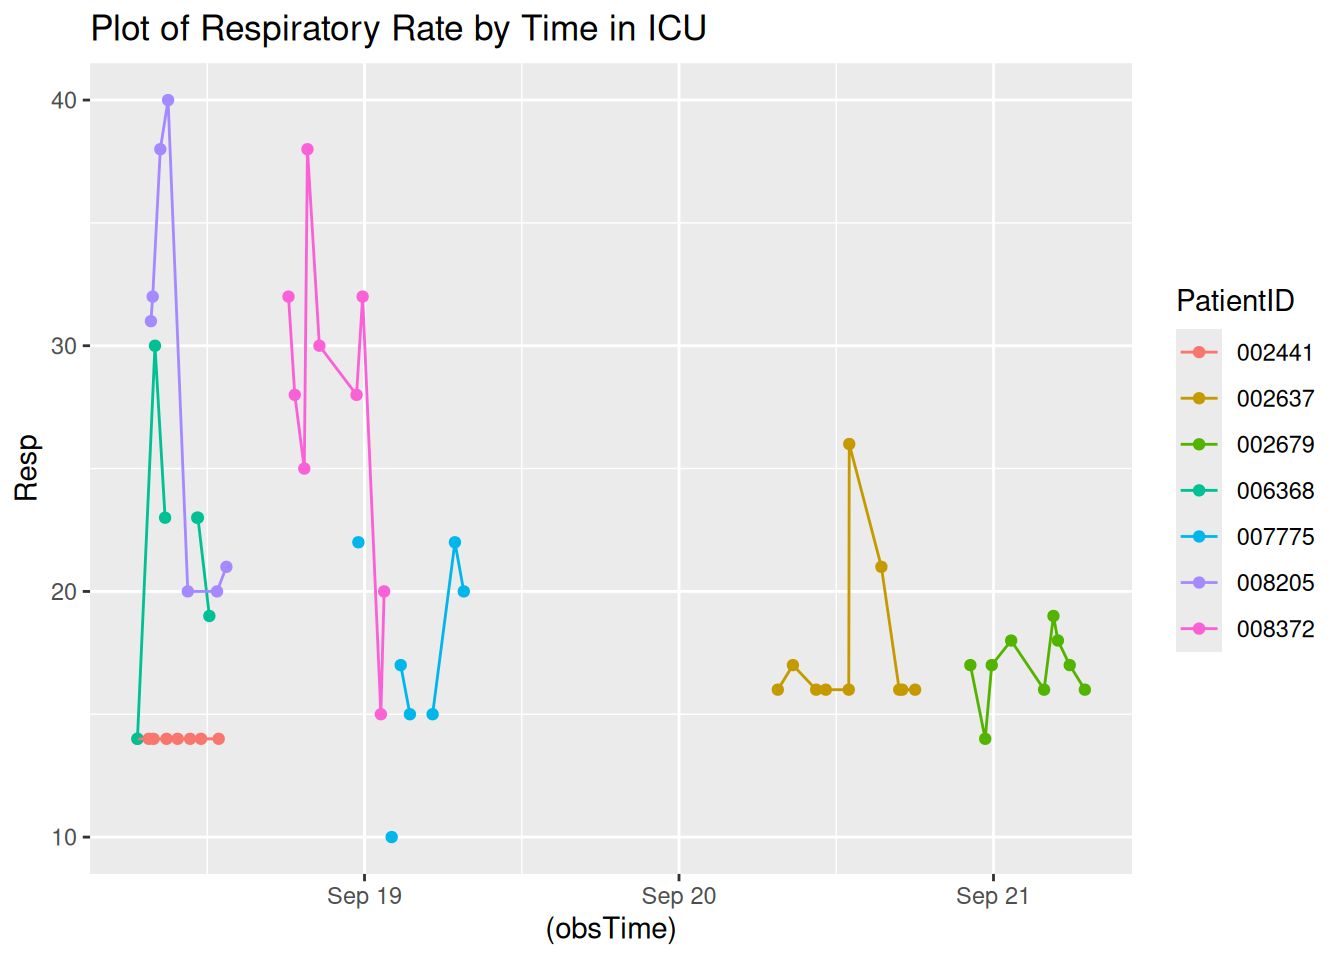 Plot of Respiratory Rate by Time in ICU
40
30
20
10
Resp
Sep 19
Sep 20
Sep 21
(obsTime)
PatientID
002441
002637
002679
006368
007775
008205
008372